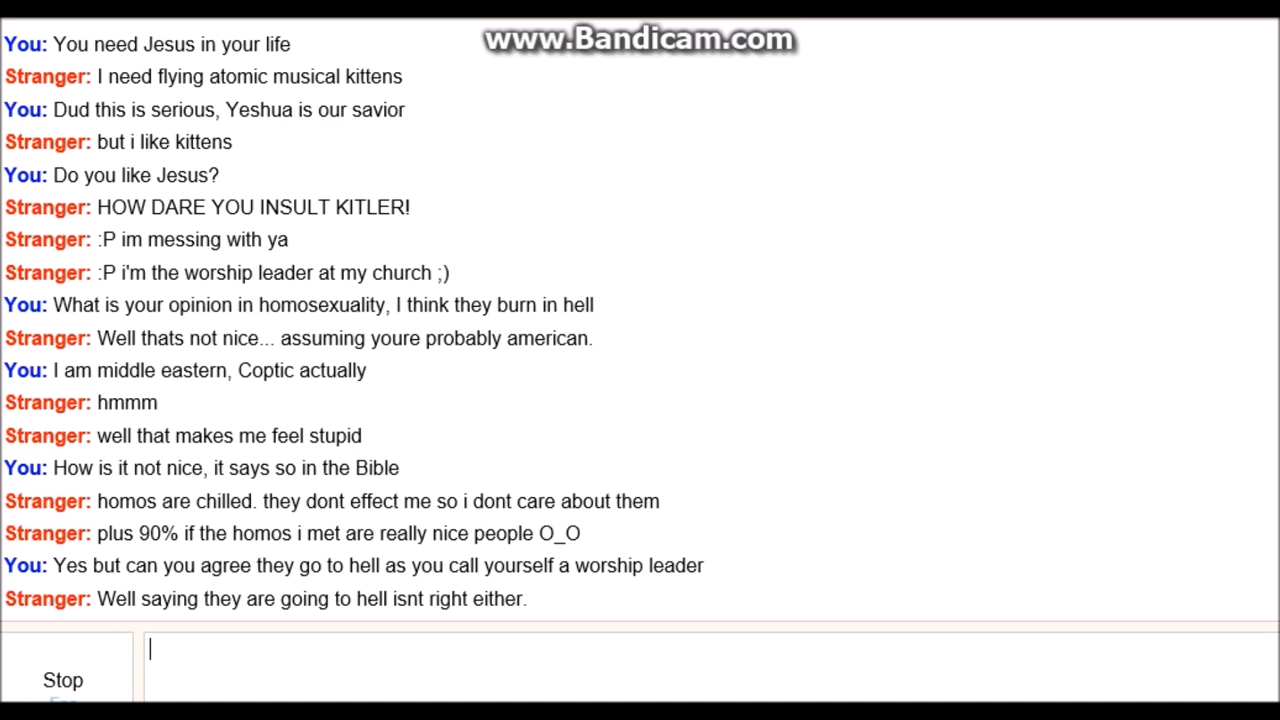 www.Bandicam.com
You: You need Jesus in your life
Stranger: I need flying atomic musical kittens
You: Dud this is serious, Yeshua is our savior
Stranger: but i like kittens
You: Do you like Jesus?
Stranger: HOW DARE YOU INSULT KITLER!
Stranger: :P im messing with ya
Stranger: :P i'm the worship leader at my church ;)
You: What is your opinion in homosexuality, I think they burn in hell
Stranger: Well thats not nice... assuming youre probably american.
You: I am middle eastern, Coptic actually
Stranger: hmmm
Stranger: well that makes me feel stupid
You: How is it not nice, it says so in the Bible
Stranger: homos are chilled. they dont effect me so i dont care about them
Stranger: plus 90% if the homos i met are really nice people O_O
You: Yes but can you agree they go to hell as you call yourself a worship leader
Stranger: Well saying they are going to hell isnt right either.
Stop